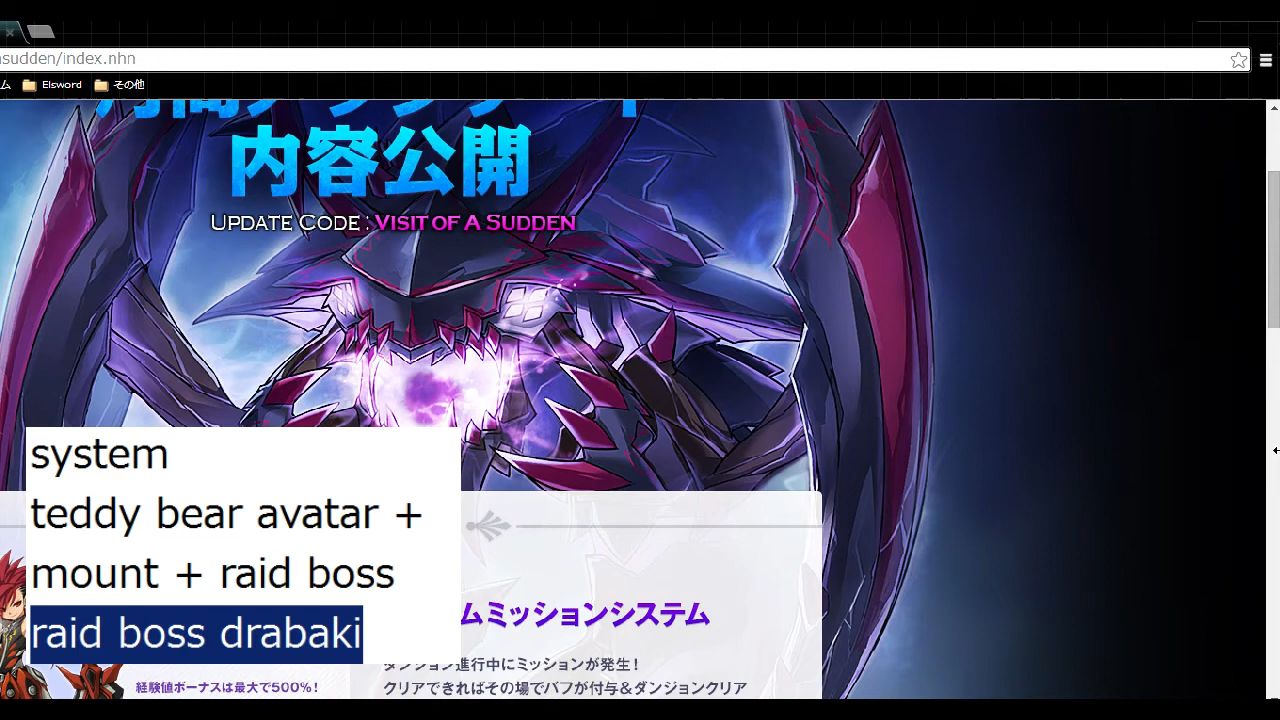 sudden/index.nhn
ム
Elsword
その他
内容公開
UPDATE CODE : VISIT OF A SUDDEN
system
teddy bear avatar +
mount + raid boss
raid boss drabaki
ムミッションシステム
ダンジョン進行中にミッションが発生！
経験値ボーナスは最大で500％！
クリアできればその場でバフが付与＆ダンジョンクリア